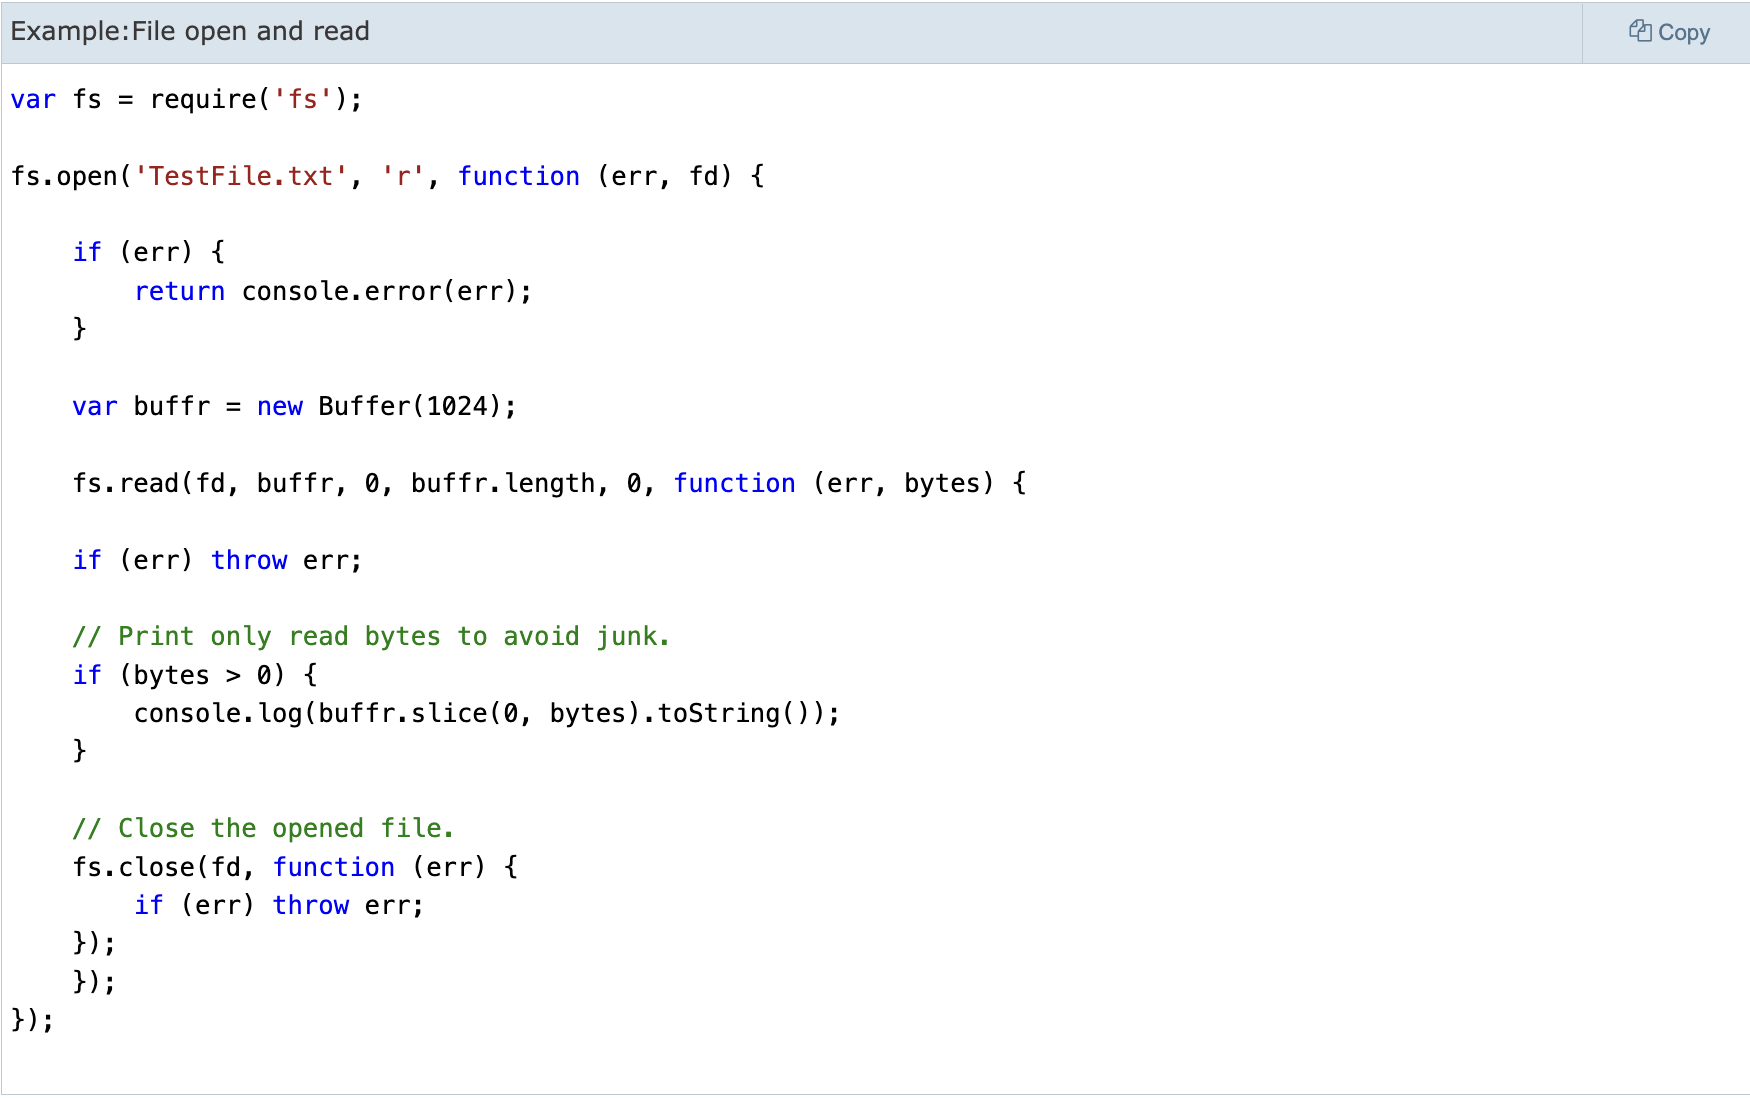 Example:File open and read
Copy
var fs = require('fs');
fs.open('TestFile.txt', 'r', function (err, fd) {
    if (err) {
        return console.error(err);
    }
    var buffr = new Buffer(1024);
    fs.read(fd, buffr, 0, buffr.length, 0, function (err, bytes) {
    if (err) throw err;
    // Print only read bytes to avoid junk.
    if (bytes > 0) {
        console.log(buffr.slice(0, bytes).toString());
    }
    // Close the opened file.
    fs.close(fd, function (err) {
        if (err) throw err;
    });
    });
});